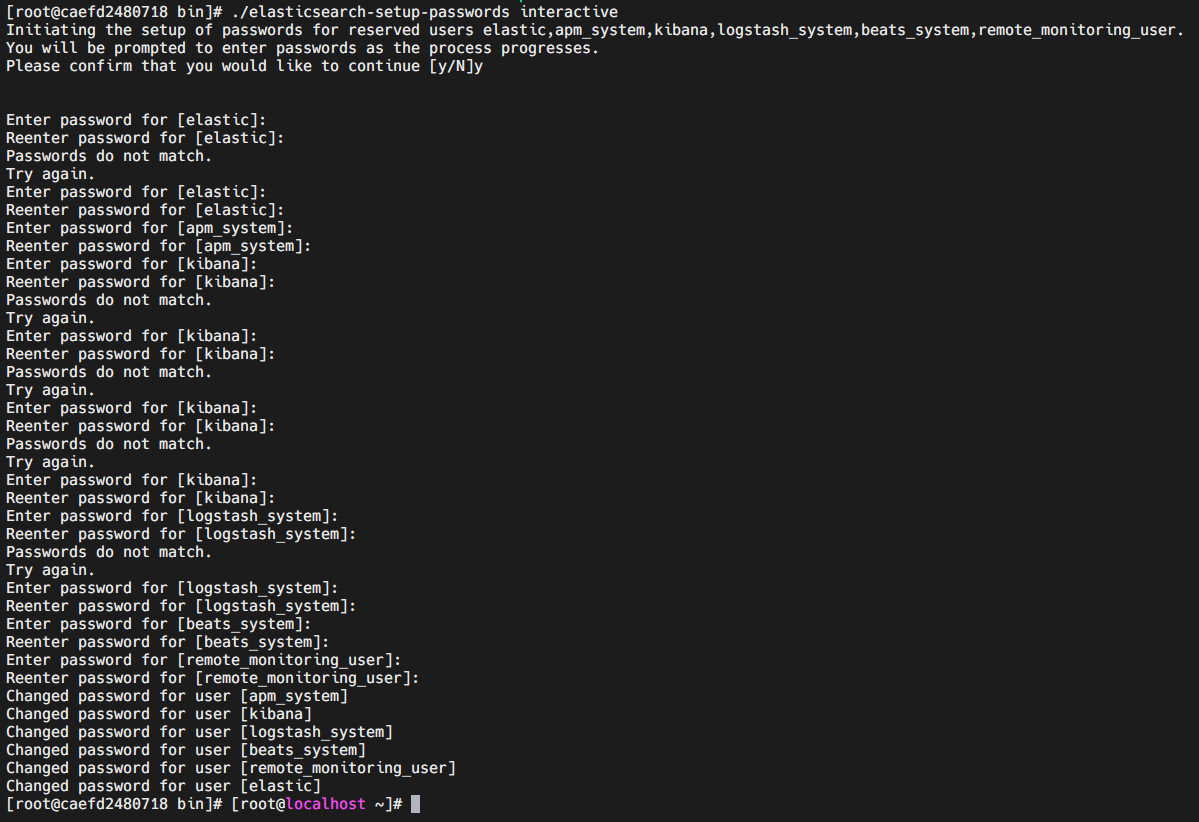 [root@caefd2480718 bin]# ./elasticsearch-setup-passwords interactive
Initiating the setup of passwords for reserved users elastic,apm_system,kibana,logstash_system,beats_system,remote_monitoring_user.
You will be prompted to enter passwords as the process progresses.
Please confirm that you would like to continue [y/N]y
Enter password for [elastic]:
Reenter password for [elastic]:
Passwords do not match.
Try again.
Enter password for [elastic]:
Reenter password for [elastic]:
Enter password for [apm_system]:
Reenter password for [apm_system]:
Enter password for [kibana]:
Reenter password for [kibana]:
Passwords do not match.
Try again.
Enter password for [kibana]:
Reenter password for [kibana]:
Passwords do not match.
Try again.
Enter password for [kibana]:
Reenter password for [kibana]:
Passwords do not match.
Try again.
Enter password for [kibana]:
Reenter password for [kibana]:
Enter password for [logstash_system]:
Reenter password for [logstash_system]:
Passwords do not match.
Try again.
Enter password for [logstash_system]:
Reenter password for [logstash_system]:
Enter password for [beats_system]:
Reenter password for [beats_system]:
Enter password for [remote_monitoring_user]:
Reenter password for [remote_monitoring_user]:
Changed password for user [apm_system]
Changed password for user [kibana]
Changed password for user [logstash_system]
Changed password for user [beats_system]
Changed password for user [remote_monitoring_user]
Changed password for user [elastic]
[root@caefd2480718 bin]# [root@localhost ~]#